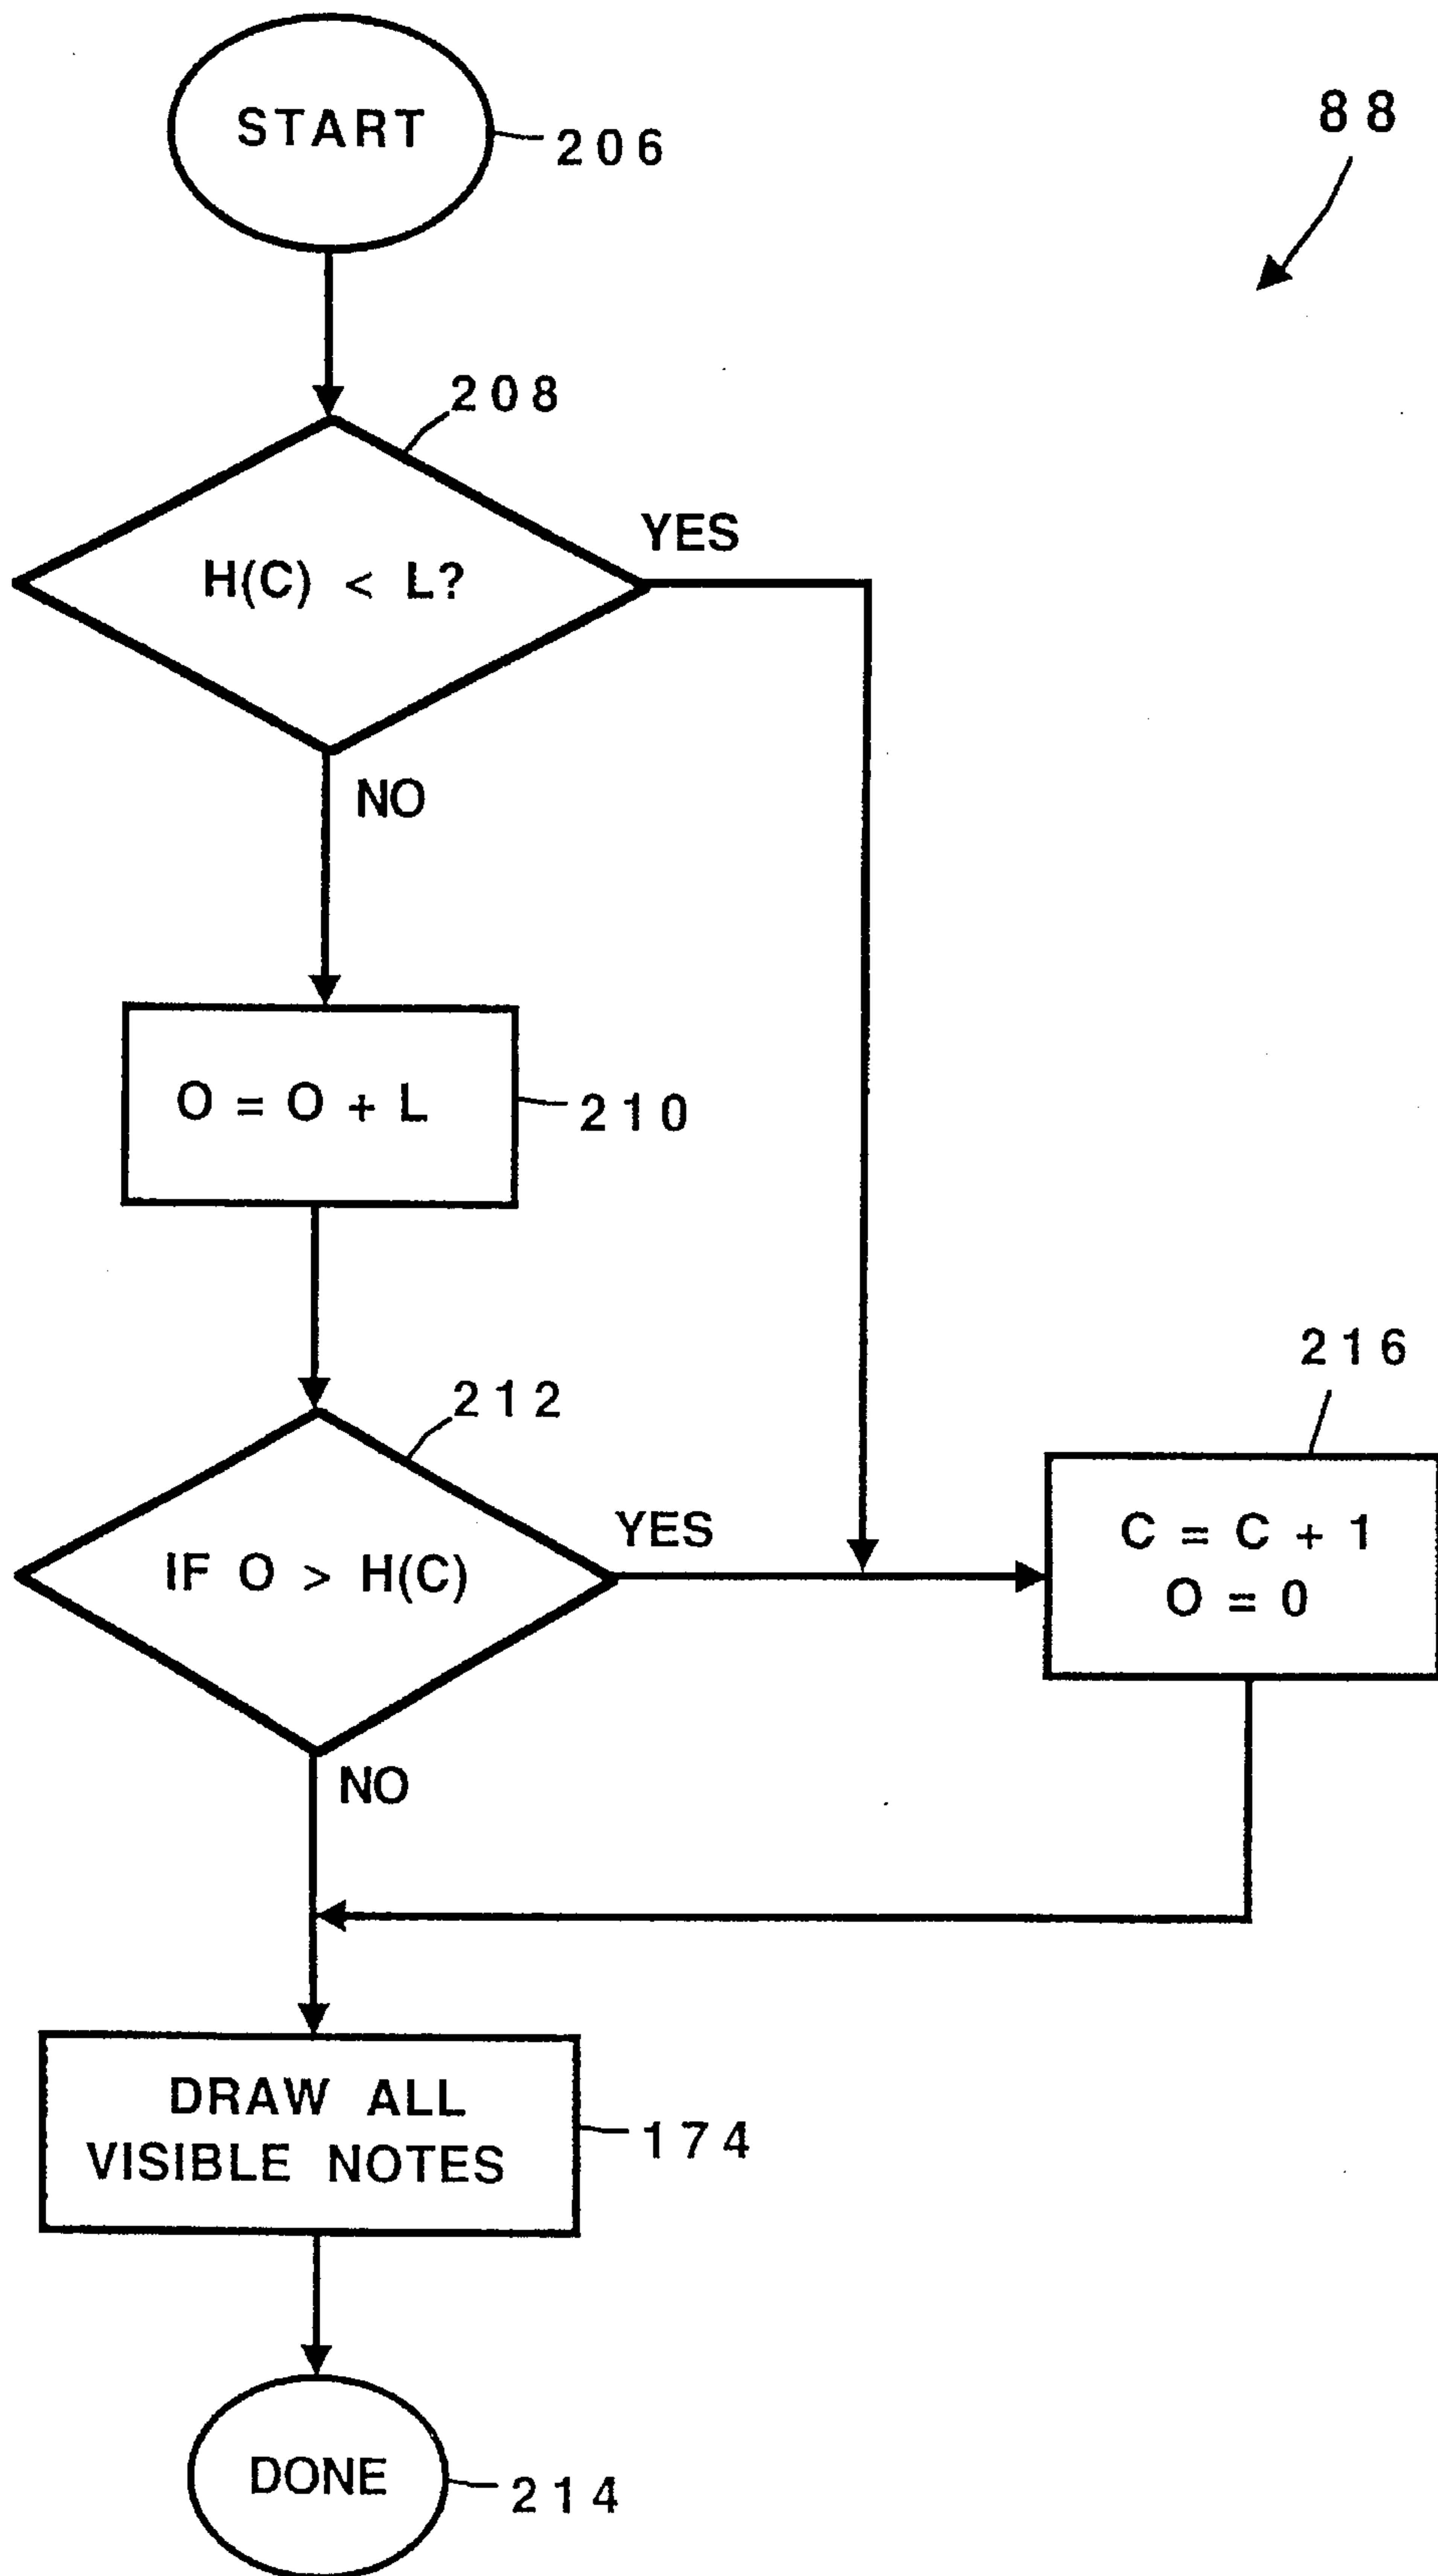 START
206
88
208
YES
H(C) < L?
NO
O = O + L
210
216
212
YES
C = C + 1
O = 0
IF O > H(C)
NO
DRAW ALL
VISIBLE NOTES
174
DONE
214